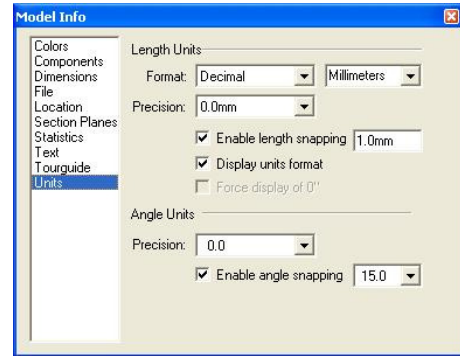 Model Info
Colors
Components
Dimensions
File
Location
Section Planes
Statistics
Text
Tourguide
Units
Length Units
Format: Decimal Millimeters
Precision: 0.0mm
Enable length snapping 1.0mm
Display units format
Force display of 0"
Angle Units
Precision: 0.0
Enable angle snapping 15.0